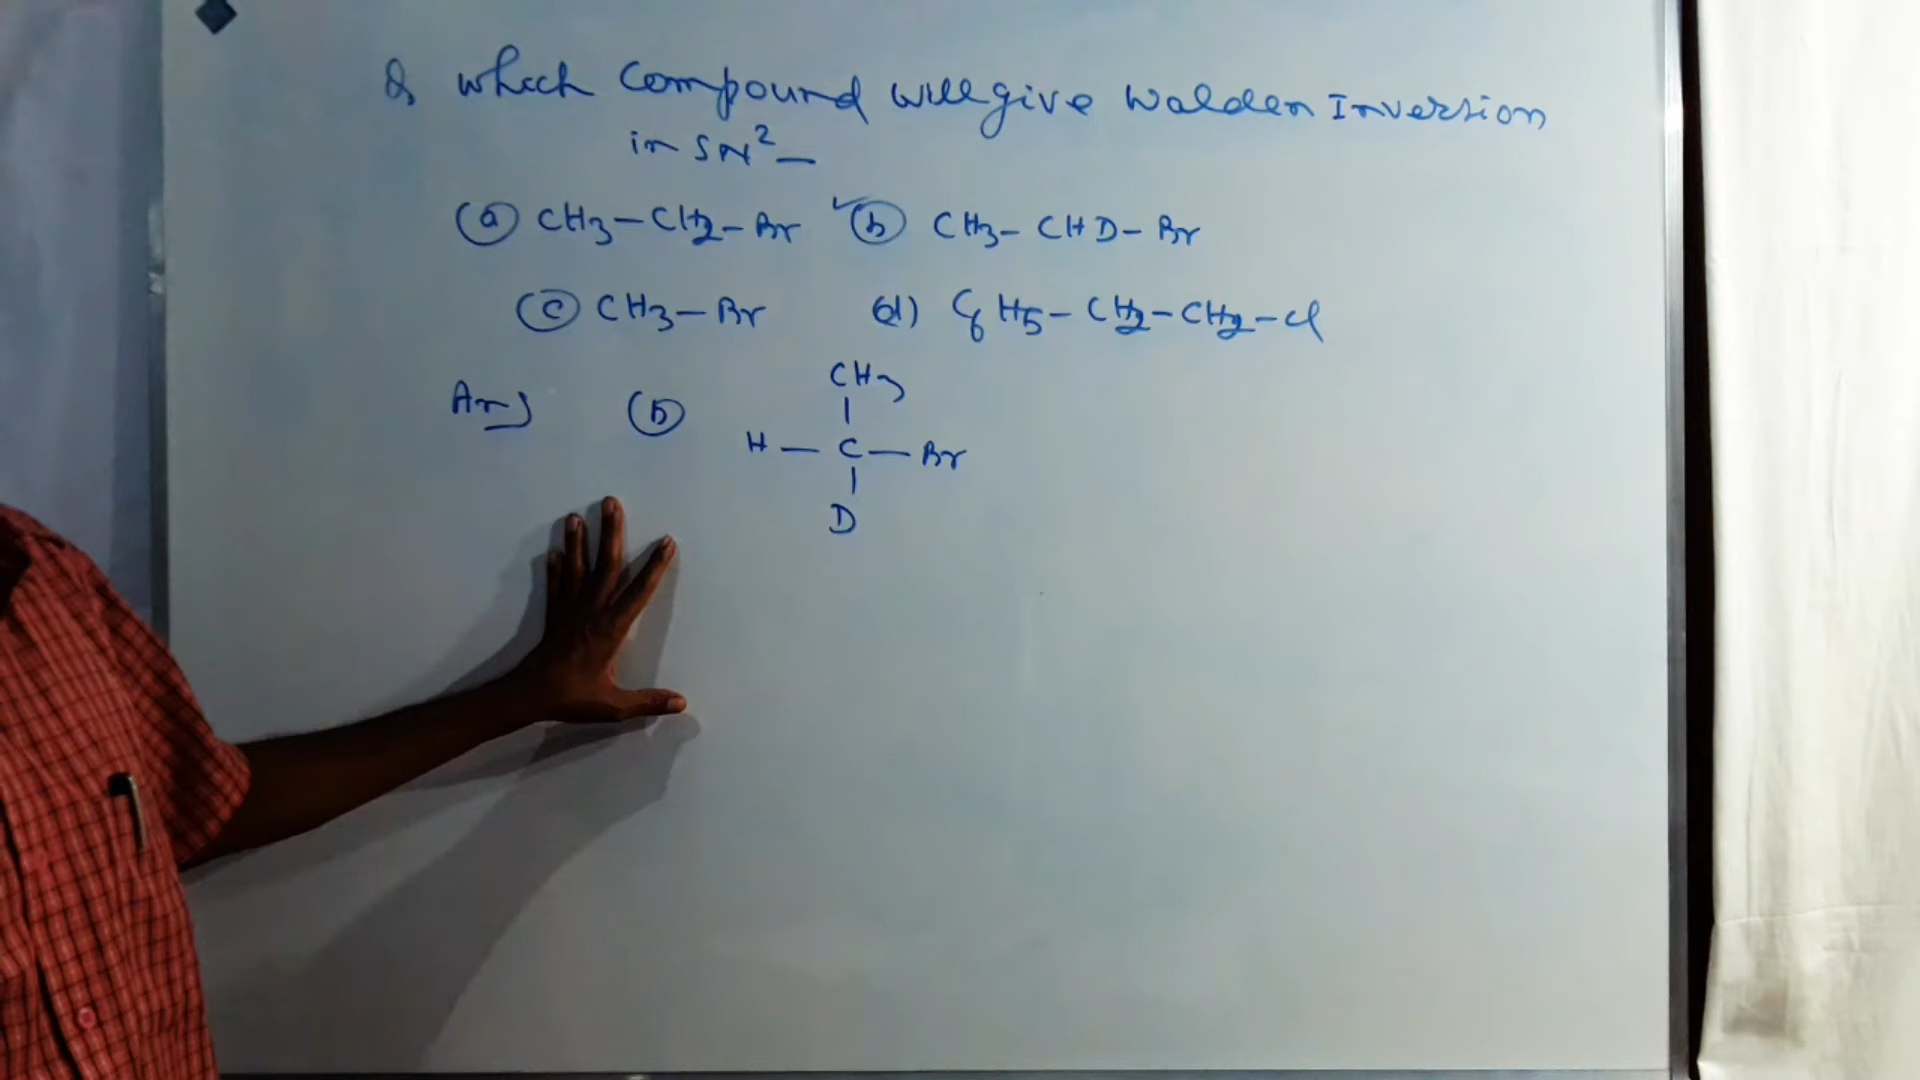 Q which Compound will give Walden Inversion
in SN²—
(a) CH3-CH2-Br ✓(b) CH3-CHD-Br
(c) CH3-Br (d) C6H5-CH2-CH2-Cl
Ans (b)
CH3
H-C-Br
D